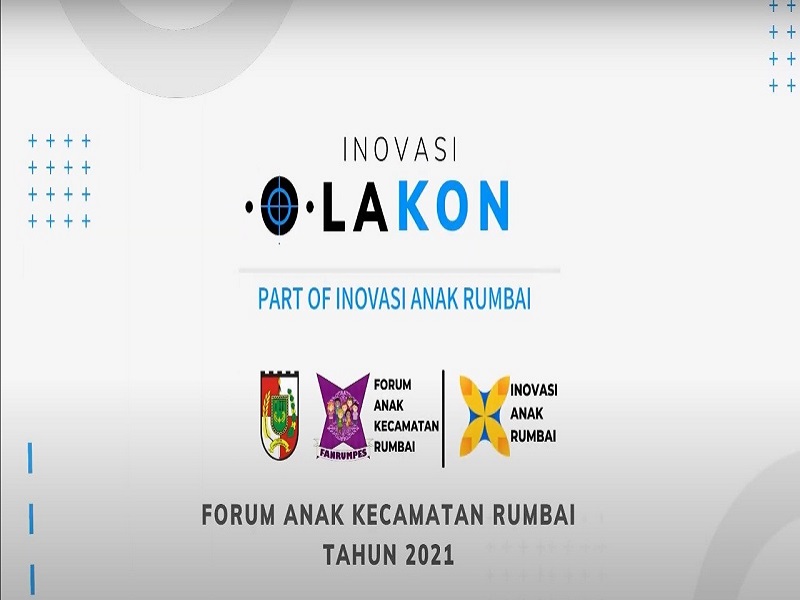 INOVASI
LAKON
PART OF INOVASI ANAK RUMBAI
FORUM
ANAK
KECAMATAN
RUMBAI
FANRUMPES
INOVASI
ANAK
RUMBAI
FORUM ANAK KECAMATAN RUMBAI
TAHUN 2021